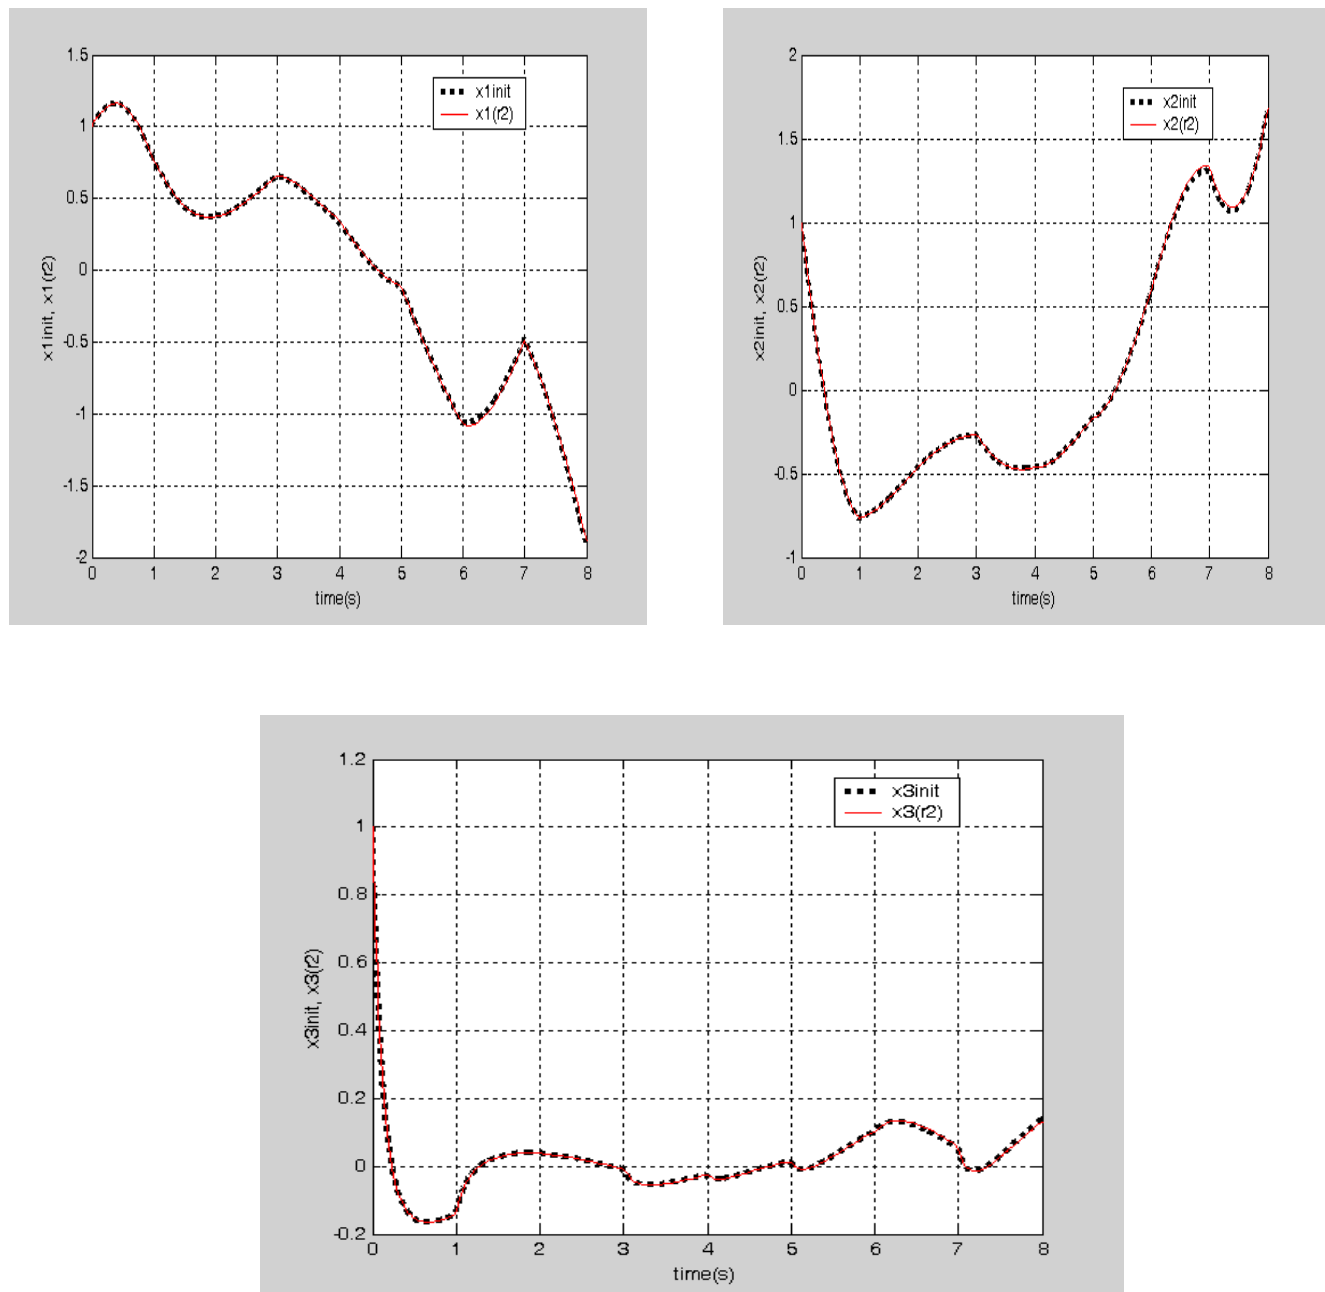 1.5
1
0.5
0
-0.5
-1
-1.5
-2
x1init, x1(r2)
x1init
x1(r2)
0 1 2 3 4 5 6 7 8
time(s)
2
1.5
1
0.5
0
-0.5
-1
x2init, x2(r2)
x2init
x2(r2)
0 1 2 3 4 5 6 7 8
time(s)
1.2
1
0.8
0.6
0.4
0.2
0
-0.2
x3init, x3(r2)
x3init
x3(r2)
0 1 2 3 4 5 6 7 8
time(s)